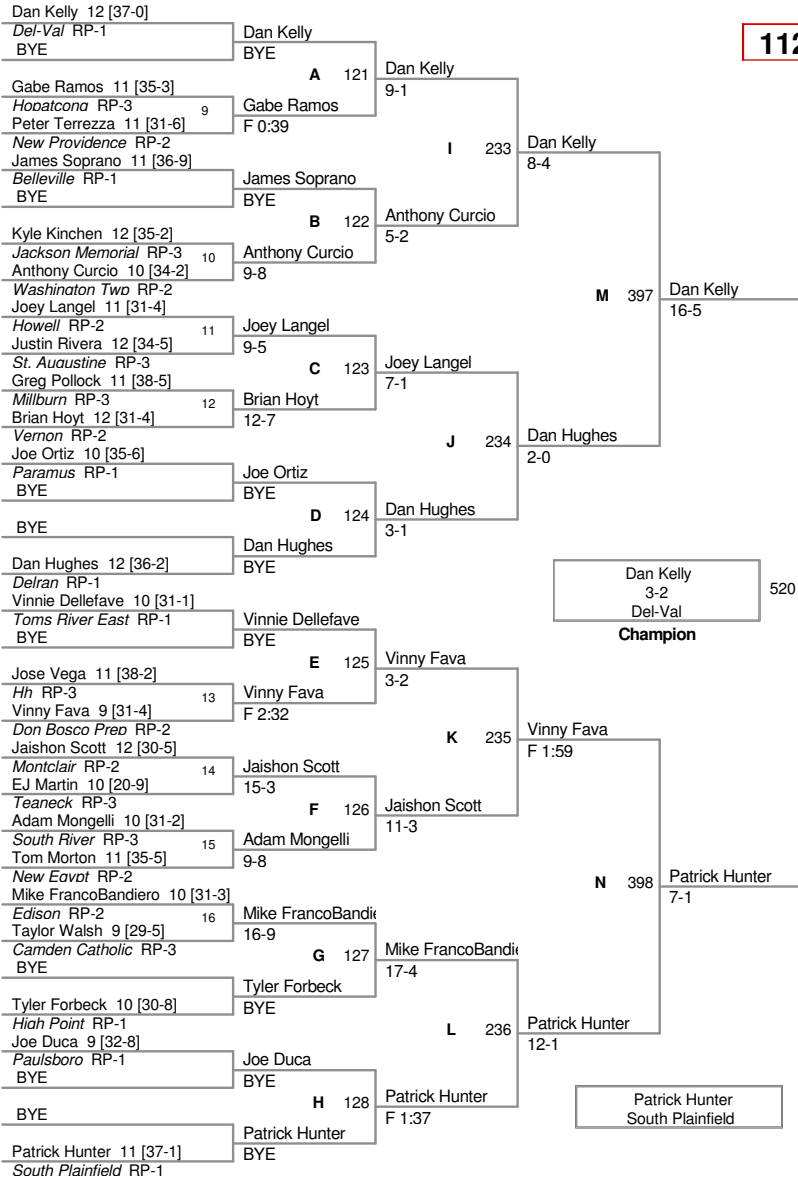 Dan Kelly 12 [37-0]
Del-Val RP-1
BYE
Gabe Ramos 11 [35-3]
Hopatcong RP-3
Peter Terrezza 11 [31-6]
New Providence RP-2
James Soprano 11 [36-9]
Belleville RP-1
BYE
Kyle Kinchen 12 [35-2]
Jackson Memorial RP-3
Anthony Curcio 10 [34-2]
Washington Twp RP-2
Joey Langel 11 [31-4]
Howell RP-2
Justin Rivera 12 [34-5]
St. Augustine RP-3
Greg Pollock 11 [38-5]
Millburn RP-3
Brian Hoyt 12 [31-4]
Vernon RP-2
Joe Ortiz 10 [35-6]
Paramus RP-1
BYE
BYE
Dan Hughes 12 [36-2]
Delran RP-1
Vinnie Dellefave 10 [31-1]
Toms River East RP-1
BYE
Jose Vega 11 [38-2]
Hh RP-3
Vinny Fava 9 [31-4]
Don Bosco Prep RP-2
Jaishon Scott 12 [30-5]
Montclair RP-2
EJ Martin 10 [20-9]
Teaneck RP-3
Adam Mongelli 10 [31-2]
South River RP-3
Tom Morton 11 [35-5]
New Egypt RP-2
Mike FrancoBandiero 10 [31-3]
Edison RP-2
Taylor Walsh 9 [29-5]
Camden Catholic RP-3
BYE
Tyler Forbeck 10 [30-8]
High Point RP-1
Joe Duca 9 [32-8]
Paulsboro RP-1
BYE
BYE
Patrick Hunter 11 [37-1]
South Plainfield RP-1
9
10
11
12
13
14
15
16
Dan Kelly
BYE
A 121
Gabe Ramos
F 0:39
James Soprano
BYE
B 122
Anthony Curcio
9-8
Joey Langel
9-5
C 123
Brian Hoyt
12-7
Joe Ortiz
BYE
D 124
Dan Hughes
BYE
Vinnie Dellefave
BYE
E 125
Vinny Fava
F 2:32
Jaishon Scott
15-3
F 126
Adam Mongelli
9-8
Mike FrancoBandie
16-9
G 127
Tyler Forbeck
BYE
Joe Duca
BYE
H 128
Patrick Hunter
BYE
Dan Kelly
9-1
I 233
Anthony Curcio
5-2
Joey Langel
7-1
J 234
Dan Hughes
3-1
Vinny Fava
3-2
K 235
Jaishon Scott
11-3
Mike FrancoBandie
17-4
L 236
Patrick Hunter
F 1:37
Dan Kelly
8-4
M 397
Dan Hughes
2-0
Vinny Fava
F 1:59
N 398
Patrick Hunter
12-1
112
Dan Kelly
16-5
Dan Kelly
3-2
Del-Val
520
Champion
Patrick Hunter
7-1
Patrick Hunter
South Plainfield